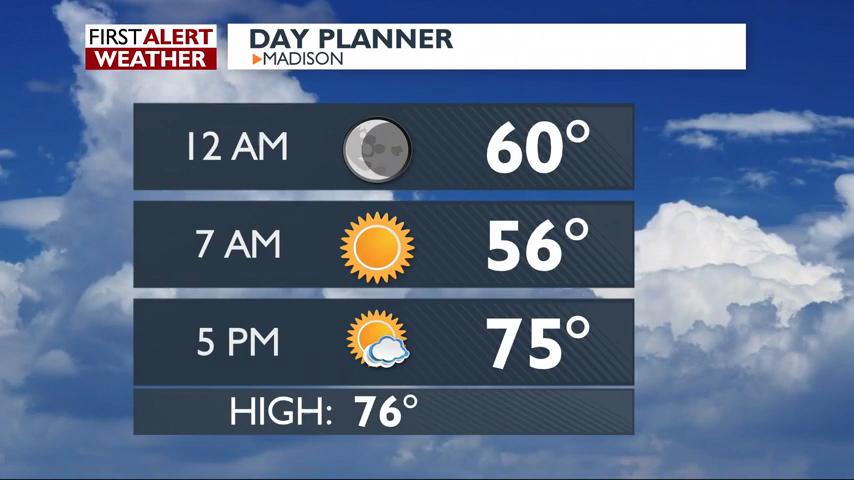 FIRST ALERT
WEATHER
DAY PLANNER
MADISON
12 AM 60°
7 AM 56°
5 PM 75°
HIGH: 76°